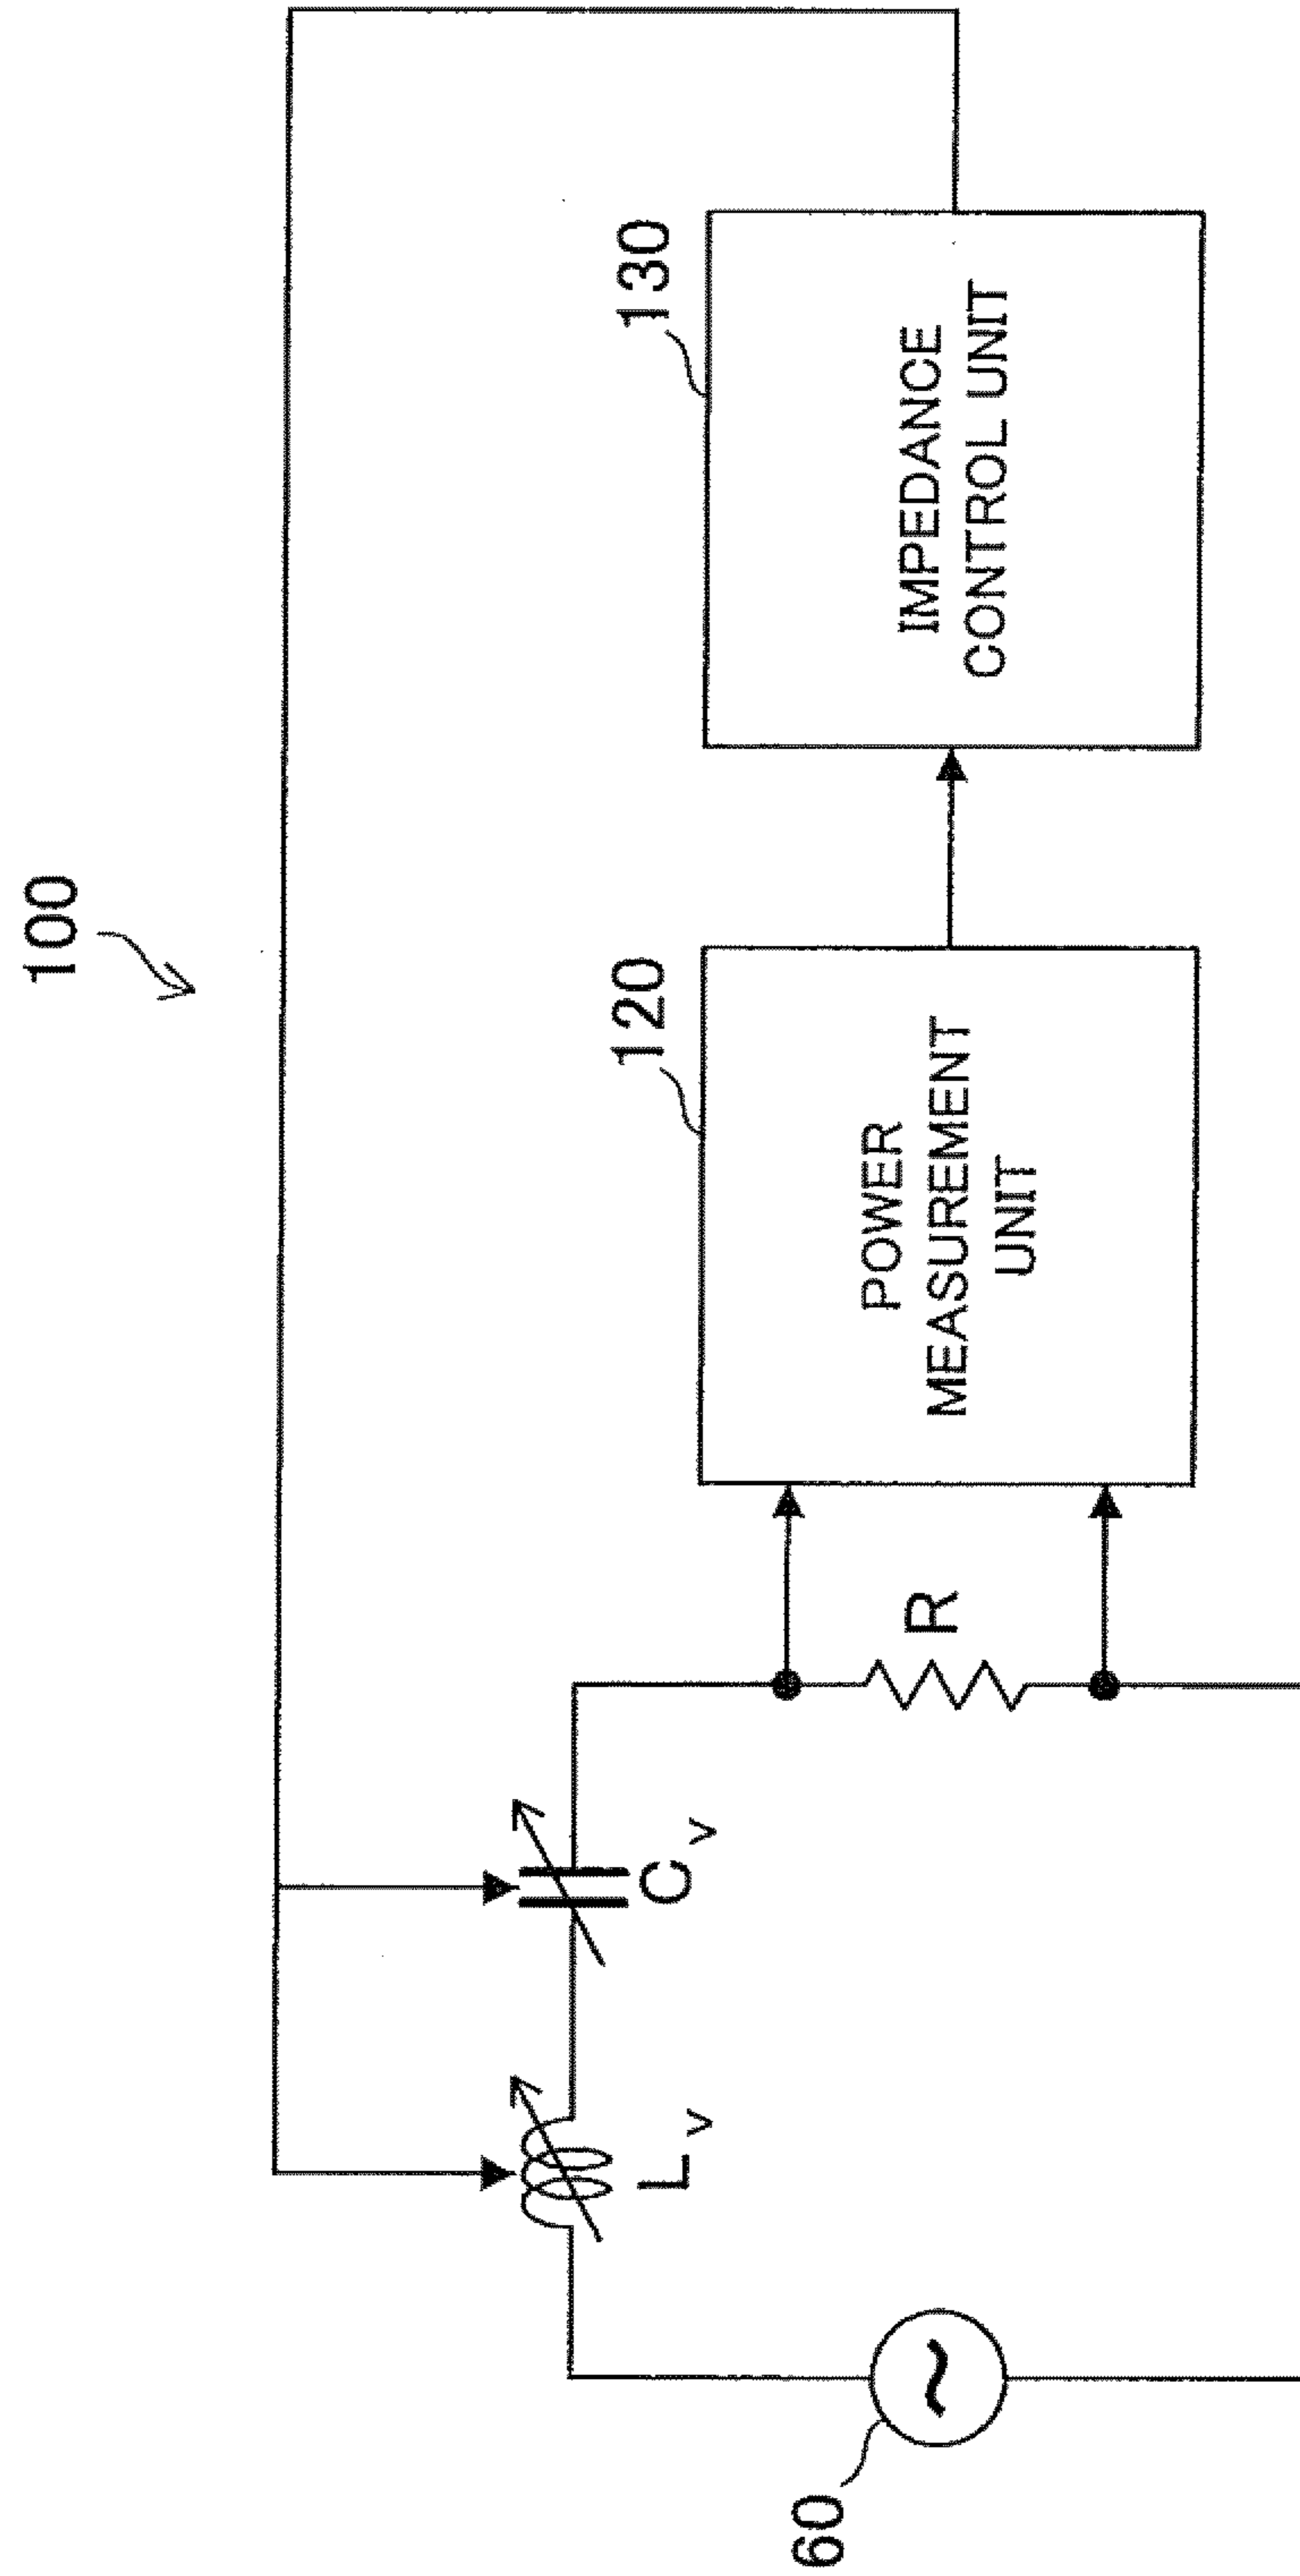 100
130
IMPEDANCE
CONTROL UNIT
120
POWER
MEASUREMENT
UNIT
R
Cv
Lv
60